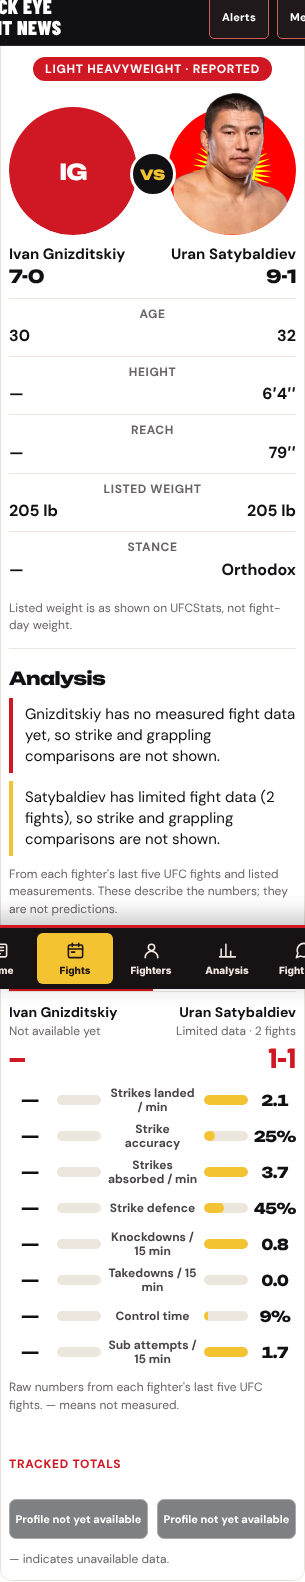 CK EYE
IT NEWS
Alerts
Me
LIGHT HEAVYWEIGHT · REPORTED
IG
VS
Ivan Gnizditskiy
Uran Satybaldiev
7-0
9-1
AGE
30
32
HEIGHT
—
6′4′′
REACH
—
79′′
LISTED WEIGHT
205 lb
205 lb
STANCE
—
Orthodox
Listed weight is as shown on UFCStats, not fight-
day weight.
Analysis
Gnizditskiy has no measured fight data
yet, so strike and grappling
comparisons are not shown.
Satybaldiev has limited fight data (2
fights), so strike and grappling
comparisons are not shown.
From each fighter's last five UFC fights and listed
measurements. These describe the numbers; they
are not predictions.
me
Fights
Fighters
Analysis
Fight
Ivan Gnizditskiy
Uran Satybaldiev
Not available yet
Limited data · 2 fights
—
1-1
— Strikes landed 2.1
/ min
— Strike 25%
accuracy
— Strikes 3.7
absorbed / min
— Strike defence 45%
— Knockdowns / 0.8
15 min
— Takedowns / 15 0.0
min
— Control time 9%
— Sub attempts / 1.7
15 min
Raw numbers from each fighter's last five UFC
fights. — means not measured.
TRACKED TOTALS
Profile not yet available
Profile not yet available
— indicates unavailable data.